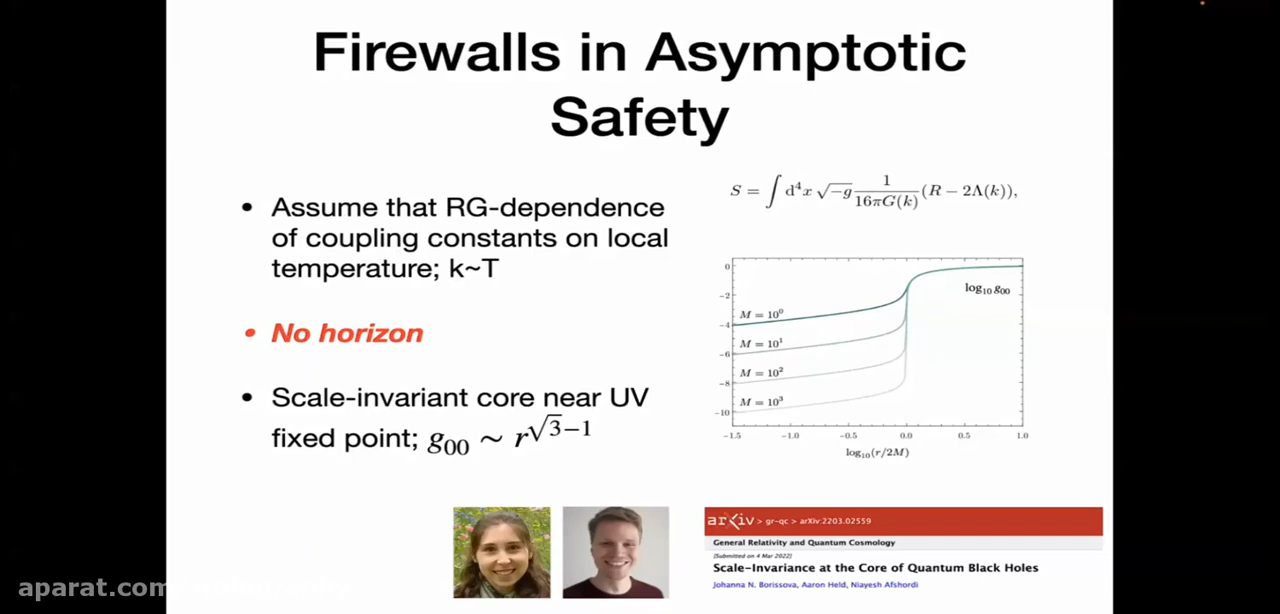 Firewalls in Asymptotic
Safety
• Assume that RG-dependence
of coupling constants on local
temperature; k~T
• No horizon
• Scale-invariant core near UV
fixed point; g₀₀ ∼ r^{√3−1}
S = ∫ d⁴x √−g 1/(16πG(k)) (R − 2Λ(k)),
log₁₀ g₀₀
0
−2
−4
−6
−8
−10
M = 10⁰
M = 10¹
M = 10²
M = 10³
−1.5 −1.0 −0.5 0.0 0.5 1.0
log₁₀(r/2M)
arXiv > gr-qc > arXiv:2203.02559
General Relativity and Quantum Cosmology
[Submitted on 4 Mar 2022]
Scale-Invariance at the Core of Quantum Black Holes
Johanna N. Borissova, Aaron Held, Niayesh Afshordi
aparat.com/